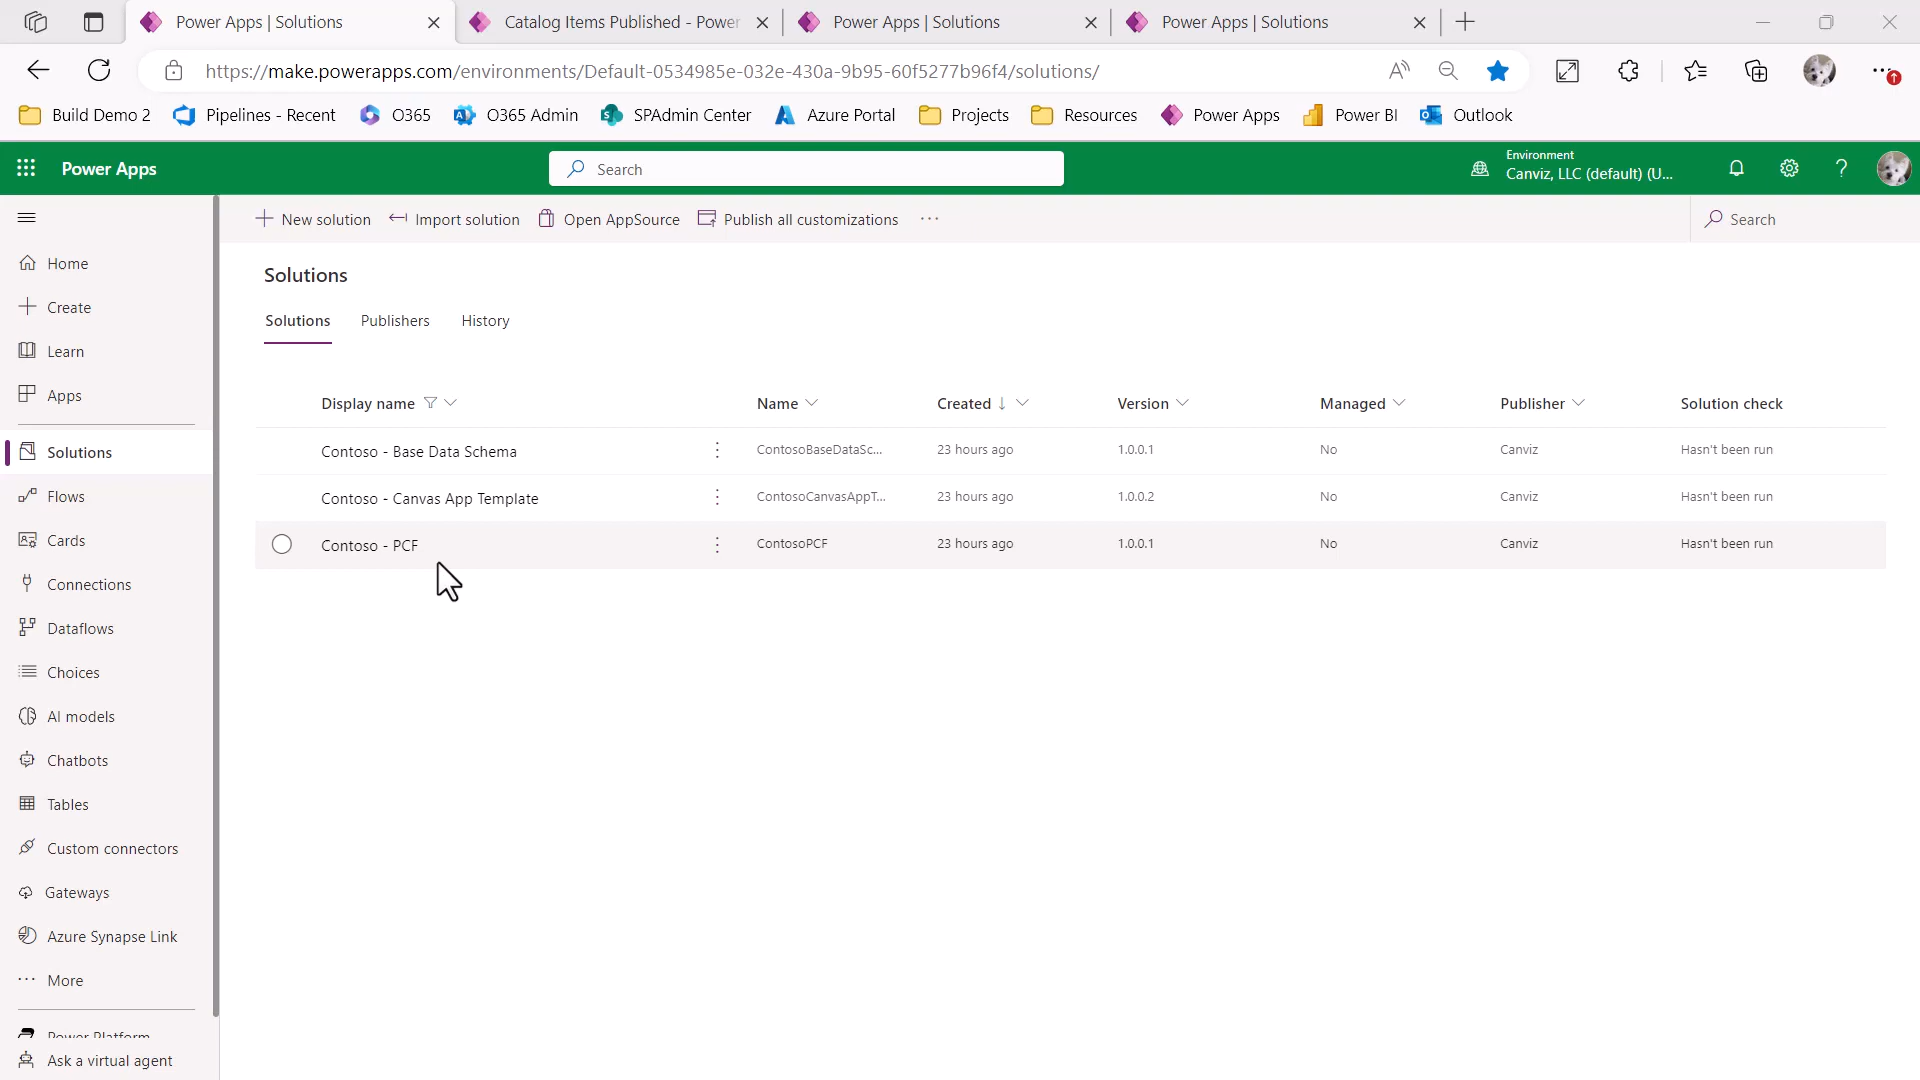 Power Apps | Solutions
Catalog Items Published - Power
Power Apps | Solutions
Power Apps | Solutions
https://make.powerapps.com/environments/Default-0534985e-032e-430a-9b95-60f5277b96f4/solutions/
Build Demo 2
Pipelines - Recent
O365
O365 Admin
SPAdmin Center
Azure Portal
Projects
Resources
Power Apps
Power BI
Outlook
Power Apps
Search
Environment
Canviz, LLC (default) (U...
New solution
Import solution
Open AppSource
Publish all customizations
Search
Home
Create
Learn
Apps
Solutions
Flows
Cards
Connections
Dataflows
Choices
AI models
Chatbots
Tables
Custom connectors
Gateways
Azure Synapse Link
More
Power Platform
Ask a virtual agent
Solutions
Solutions Publishers History
Display name Name Created Version Managed Publisher Solution check
Contoso - Base Data Schema ContosoBaseDataSc... 23 hours ago 1.0.0.1 No Canviz Hasn't been run
Contoso - Canvas App Template ContosoCanvasAppT... 23 hours ago 1.0.0.2 No Canviz Hasn't been run
Contoso - PCF ContosoPCF 23 hours ago 1.0.0.1 No Canviz Hasn't been run